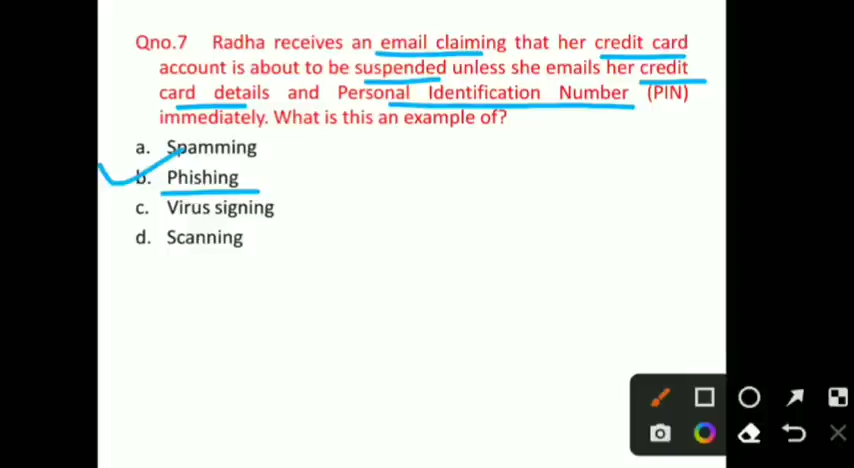 Qno.7 Radha receives an email claiming that her credit card
account is about to be suspended unless she emails her credit
card details and Personal Identification Number (PIN)
immediately. What is this an example of?
a. Spamming
b. Phishing
c. Virus signing
d. Scanning